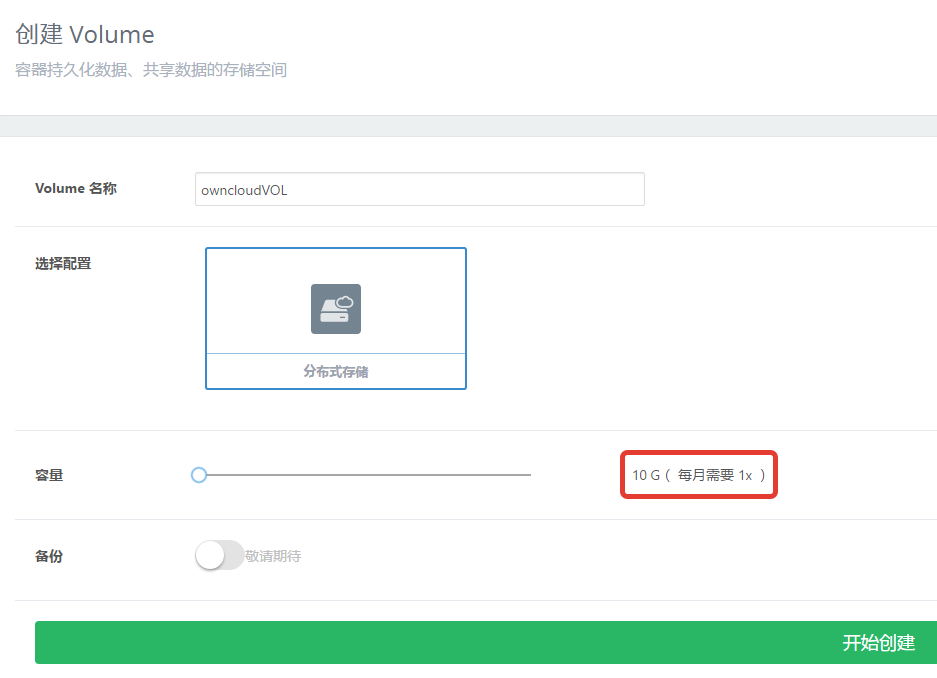 创建 Volume
容器持久化数据、共享数据的存储空间
Volume 名称
owncloudVOL
选择配置
分布式存储
容量
10 G（ 每月需要 1x ）
备份
敬请期待
开始创建